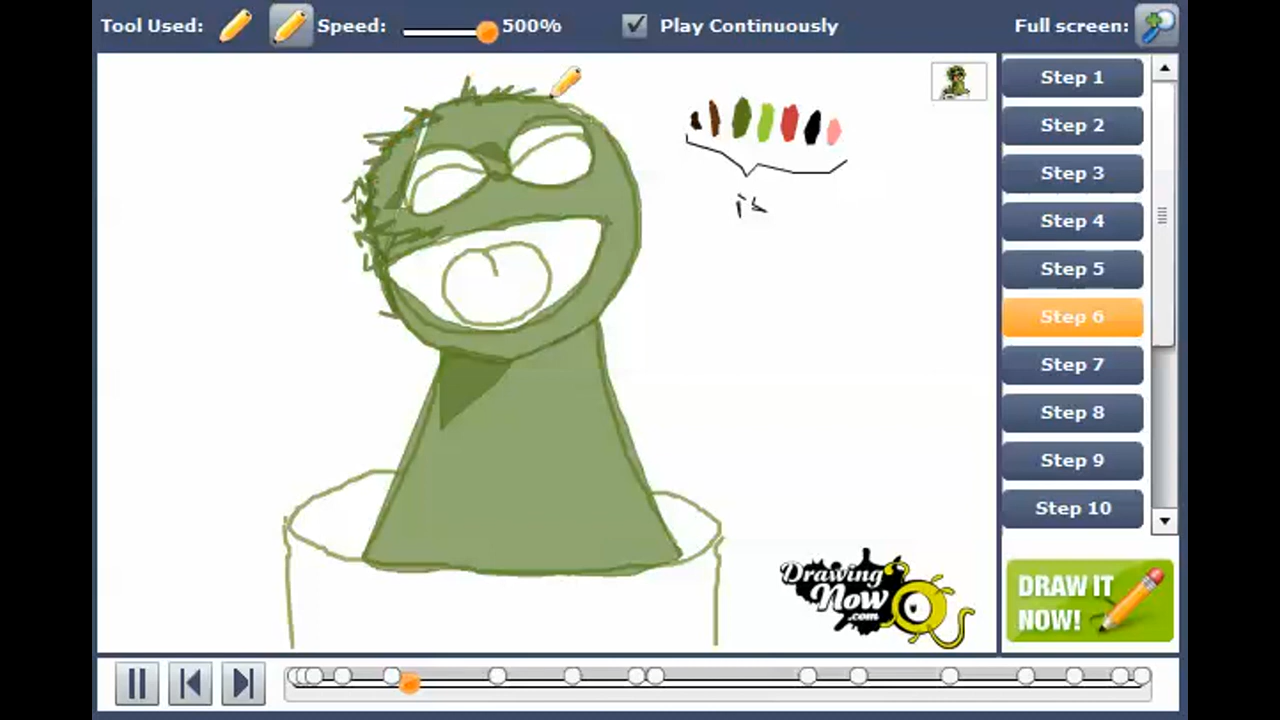 Tool Used: Speed: 500% Play Continuously Full screen:
Step 1
Step 2
Step 3
Step 4
Step 5
Step 6
Step 7
Step 8
Step 9
Step 10
is
Drawing
Now
.com
DRAW IT
NOW!